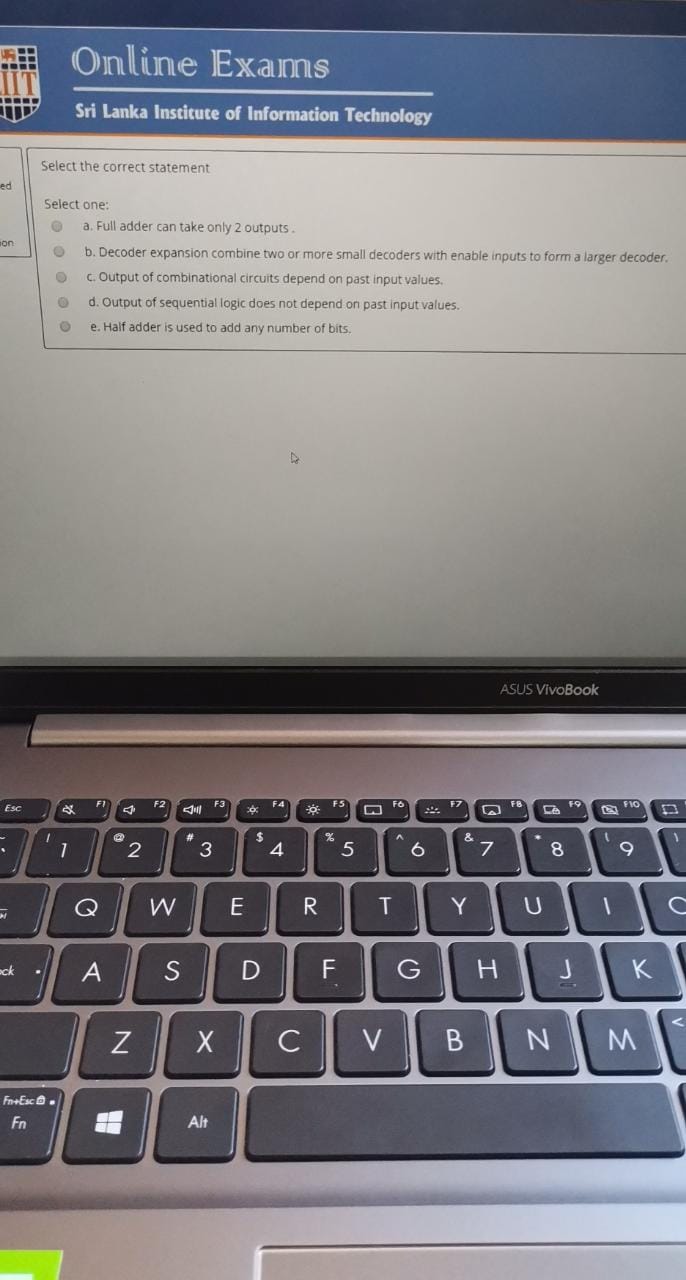 IIT
Online Exams
Sri Lanka Institute of Information Technology
ed
ion
Select the correct statement
Select one:
a. Full adder can take only 2 outputs .
b. Decoder expansion combine two or more small decoders with enable inputs to form a larger decoder.
c. Output of combinational circuits depend on past input values.
d. Output of sequential logic does not depend on past input values.
e. Half adder is used to add any number of bits.
ASUS VivoBook
Esc F1 F2 F3 F4 F5 F6 F7 F8 F9 F10
! 1 @ 2 # 3 $ 4 % 5 ^ 6 & 7 * 8 ( 9 )
Q W E R T Y U I
ock A S D F G H J K
Z X C V B N M <
Fn+Esc
Fn Alt